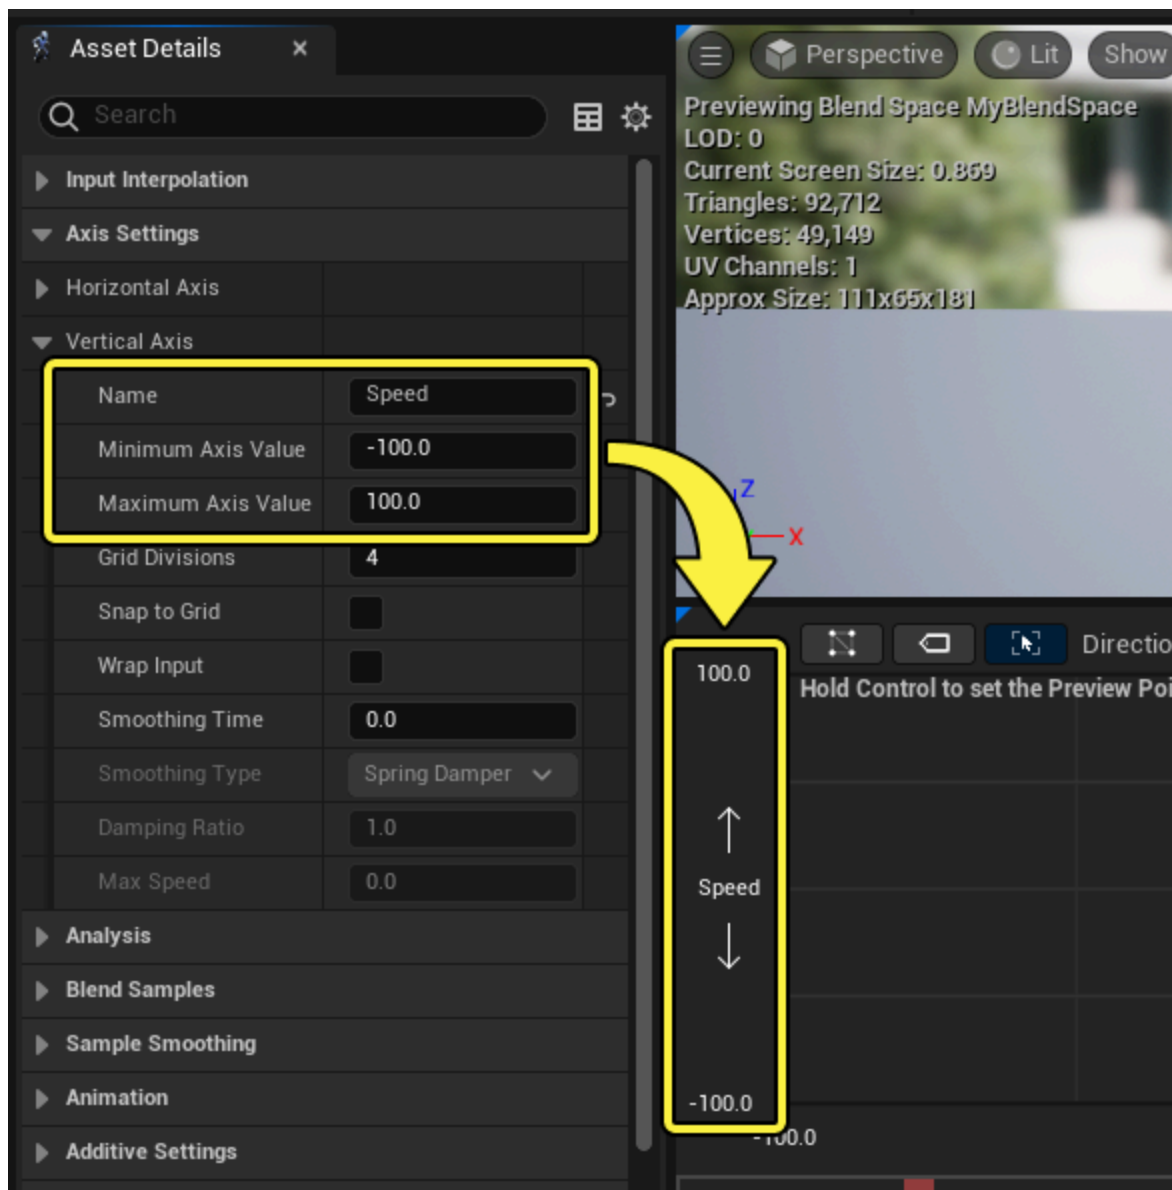 Asset Details
Search
Input Interpolation
Axis Settings
Horizontal Axis
Vertical Axis
Name Speed
Minimum Axis Value -100.0
Maximum Axis Value 100.0
Grid Divisions 4
Snap to Grid
Wrap Input
Smoothing Time 0.0
Smoothing Type Spring Damper
Damping Ratio 1.0
Max Speed 0.0
Analysis
Blend Samples
Sample Smoothing
Animation
Additive Settings
Perspective Lit Show
Previewing Blend Space MyBlendSpace
LOD: 0
Current Screen Size: 0.869
Triangles: 92,712
Vertices: 49,149
UV Channels: 1
Approx Size: 111x65x181
Z
X
Directio
Hold Control to set the Preview Poi
100.0
Speed
-100.0
-100.0